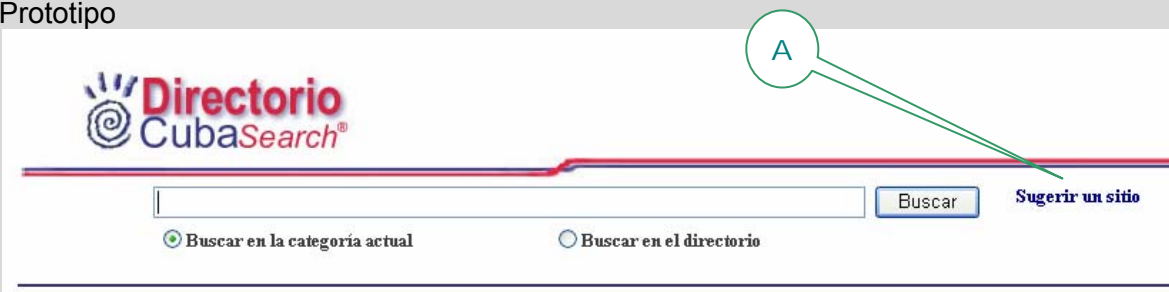 Prototipo
A
Directorio
CubaSearch®
Buscar Sugerir un sitio
Buscar en la categoría actual Buscar en el directorio